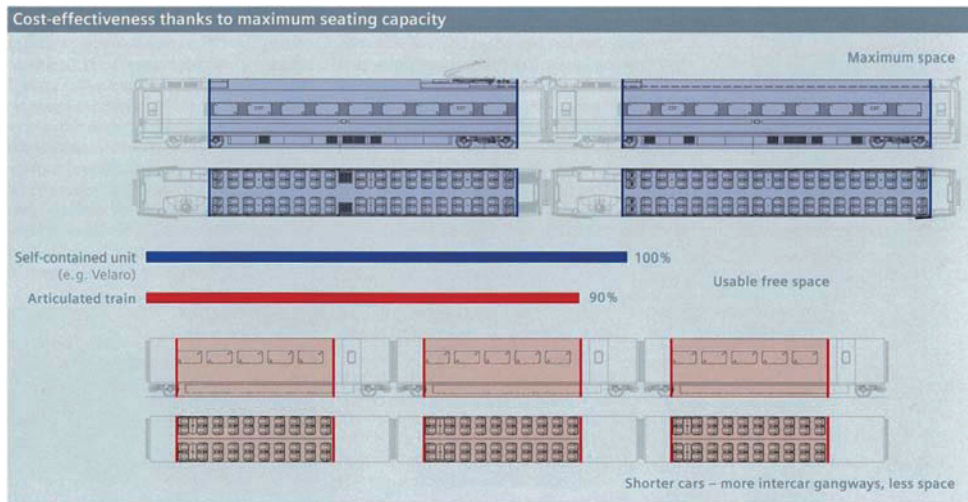 Cost-effectiveness thanks to maximum seating capacity
Maximum space
Self-contained unit
(e.g. Velaro)
100%
Usable free space
Articulated train
90%
Shorter cars – more intercar gangways, less space